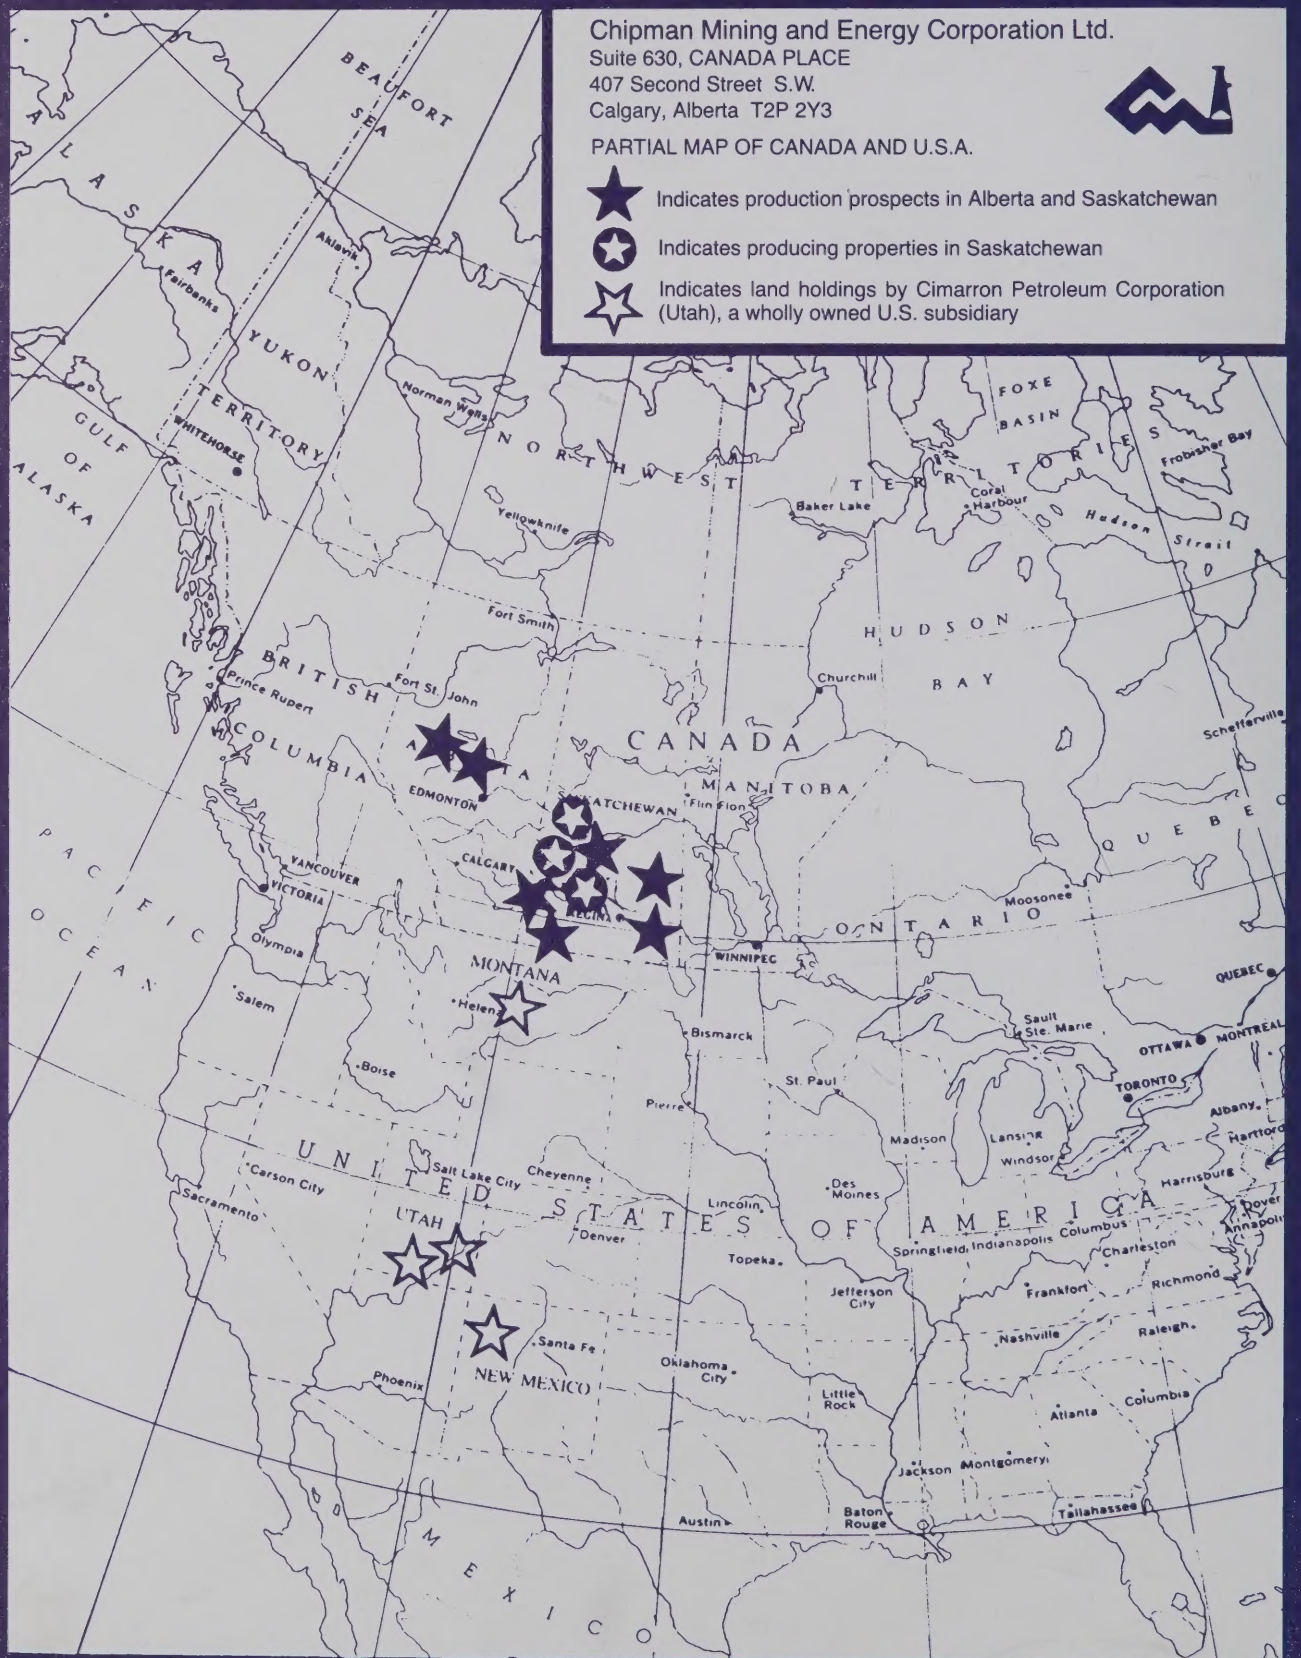 Chipman Mining and Energy Corporation Ltd.
Suite 630, CANADA PLACE
407 Second Street S.W.
Calgary, Alberta T2P 2Y3
PARTIAL MAP OF CANADA AND U.S.A.
Indicates production prospects in Alberta and Saskatchewan
Indicates producing properties in Saskatchewan
Indicates land holdings by Cimarron Petroleum Corporation
(Utah), a wholly owned U.S. subsidiary
BEAUFORT
SEA
ALASKA
Aklavik
Fairbanks
YUKON
TERRITORY
WHITEHORSE
GULF
OF
ALASKA
Norman Wells
NORTHWEST
TERRITORIES
FOXE
BASIN
Frobisher Bay
Coral
Harbour
Baker Lake
Hudson
Strait
Yellowknife
Fort Smith
HUDSON
BAY
BRITISH
COLUMBIA
Prince Rupert
Fort St. John
Churchill
Schefferville
CANADA
MANITOBA
EDMONTON
KATCHEWAN
Flin Flon
QUEBEC
PACIFIC
OCEAN
VANCOUVER
VICTORIA
CALGARY
REGINA
Moosonee
ONTARIO
WINNIPEG
Olympia
MONTANA
QUEBEC
Salem
Helena
Bismarck
Sault
Ste. Marie
OTTAWA
MONTREAL
Boise
St. Paul
TORONTO
Pierre
Albany
Madison
Lansing
Hartford
Windsor
UNITED STATES OF AMERICA
Salt Lake City
Carson City
Cheyenne
Des
Moines
Harrisburg
Sacramento
Lincoln
Dover
Annapolis
UTAH
Denver
Topeka
Springfield
Indianapolis
Columbus
Charleston
Jefferson
City
Frankfort
Richmond
Santa Fe
Nashville
Raleigh
NEW MEXICO
Phoenix
Oklahoma
City
Little
Rock
Columbia
Atlanta
Jackson
Montgomery
Austin
Baton
Rouge
Tallahassee
MEXICO